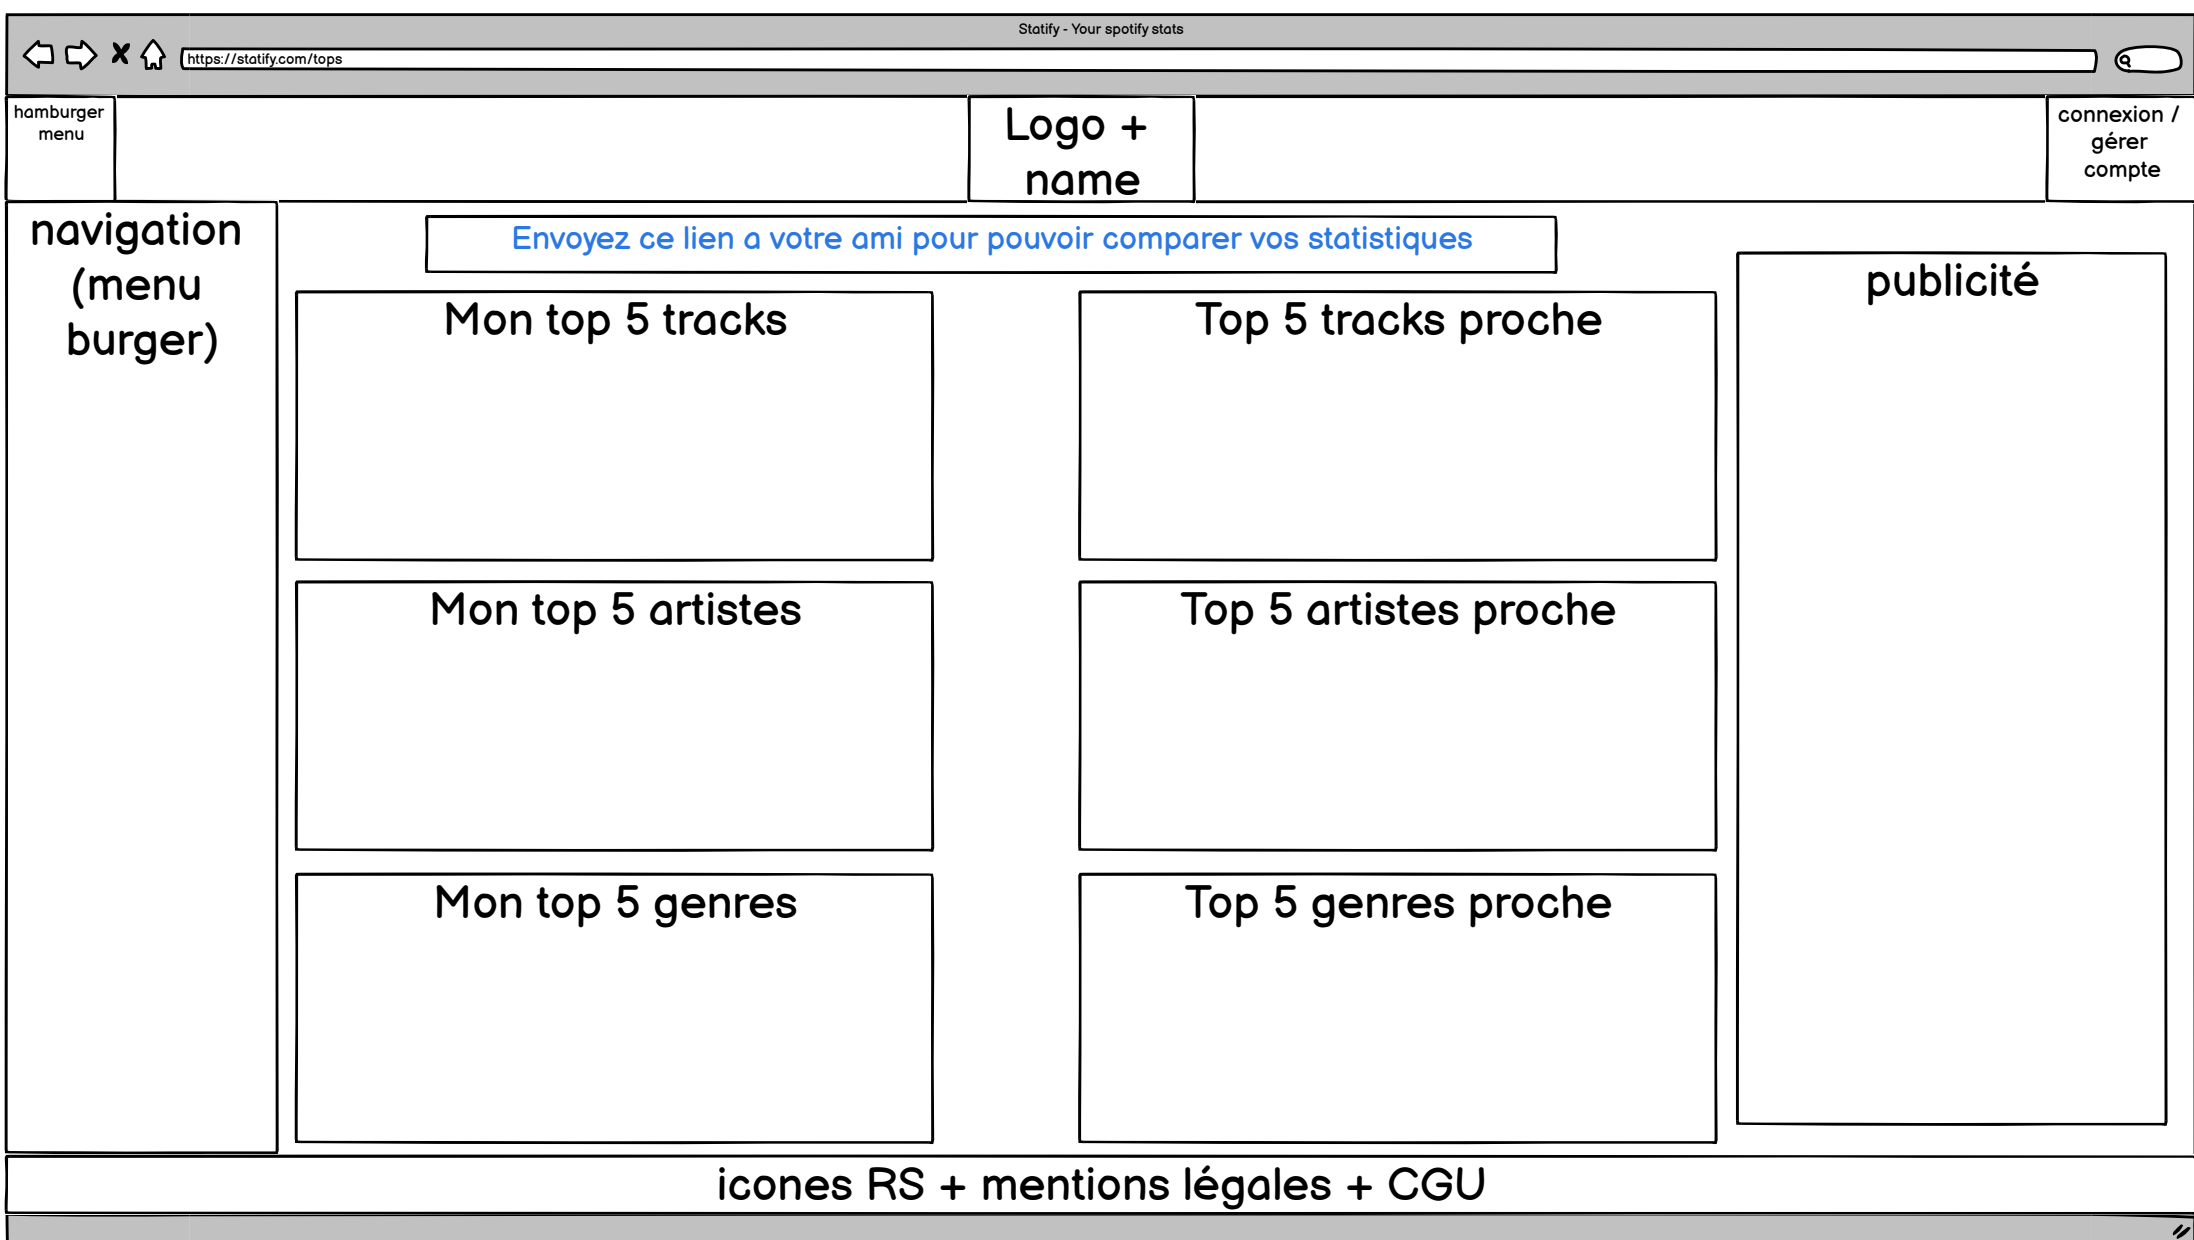 Statify - Your spotify stats
https://statify.com/tops
hamburger
menu
Logo +
name
connexion /
gérer
compte
navigation
(menu
burger)
Envoyez ce lien a votre ami pour pouvoir comparer vos statistiques
publicité
Mon top 5 tracks
Top 5 tracks proche
Mon top 5 artistes
Top 5 artistes proche
Mon top 5 genres
Top 5 genres proche
icones RS + mentions légales + CGU